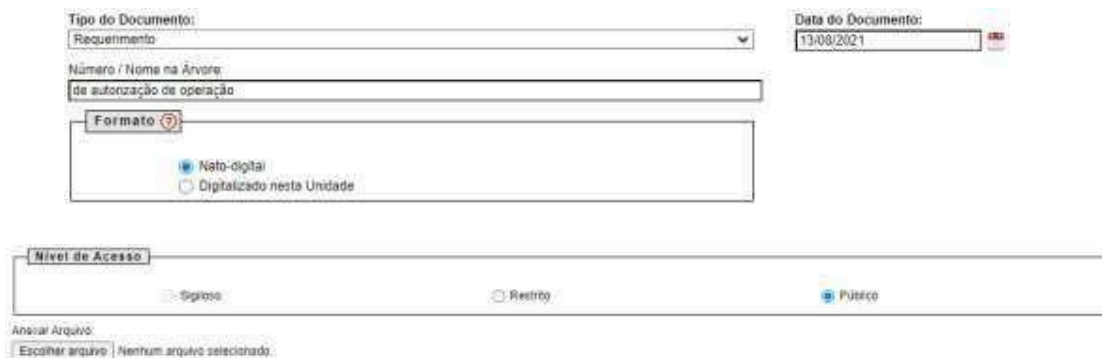 Tipo do Documento: Data do Documento:
Requerimento 13/08/2021
Número / Nome na Árvore:
de autorização de operação
Formato ?
Nato-digital
Digitalizado nesta Unidade
Nível de Acesso
Sigiloso Restrito Público
Anexar Arquivo:
Escolher arquivo Nenhum arquivo selecionado